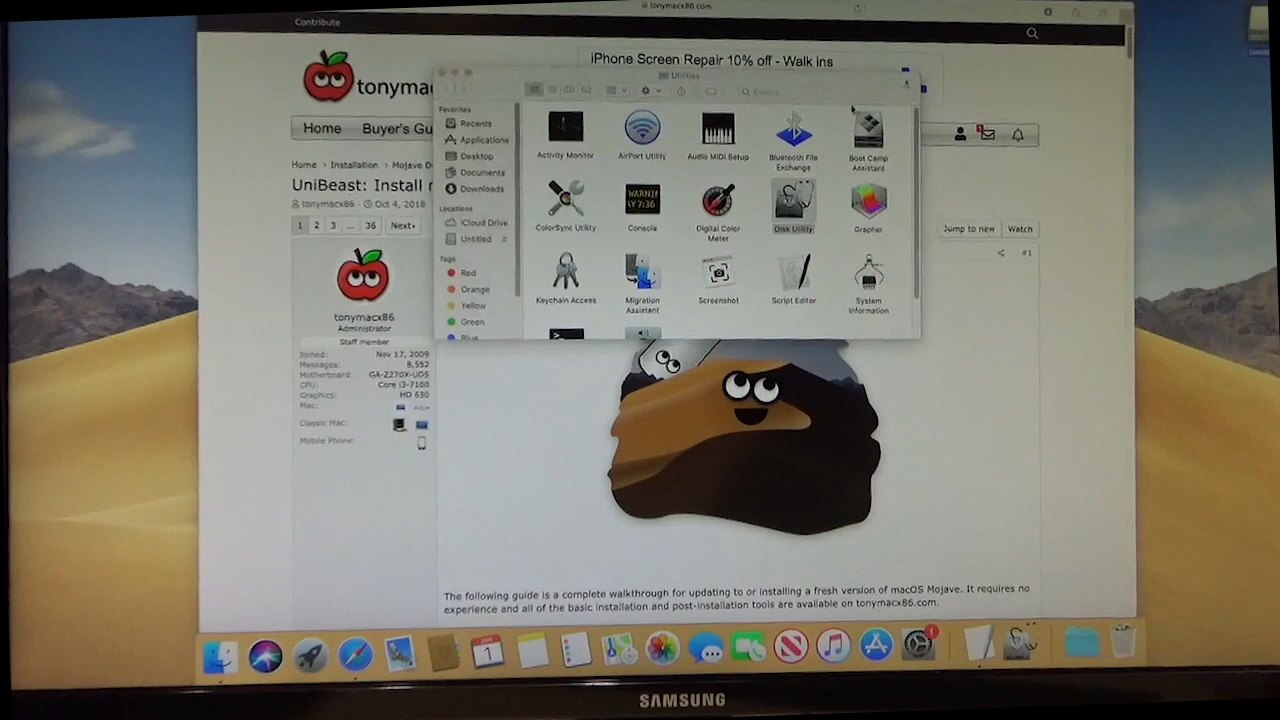 tonymacx86.com
Contribute
iPhone Screen Repair 10% off - Walk ins
tonymac
Utilities
Search
Home Buyer's Gu
Favorites
Recents
Applications
Desktop
Documents
Downloads
Locations
iCloud Drive
Untitled
Tags
Red
Orange
Yellow
Green
Blue
Activity Monitor
AirPort Utility
Audio MIDI Setup
Bluetooth File
Exchange
Boot Camp
Assistant
WARNIN
ColorSync Utility
Console
Digital Color
Meter
Disk Utility
Grapher
Keychain Access
Migration
Assistant
Screenshot
Script Editor
System
Information
Home > Installation > Mojave D
UniBeast: Install
tonymacx86 · Oct 4, 2018
1 2 3 ... 36 Next
Jump to new Watch
#1
tonymacx86
Administrator
Staff member
Joined: Nov 17, 2009
Messages: 8,552
Motherboard: GA-Z270X-UD5
CPU: Core i3-7100
Graphics: HD 630
Mac:
Classic Mac:
Mobile Phone:
The following guide is a complete walkthrough for updating to or installing a fresh version of macOS Mojave. It requires no
experience and all of the basic installation and post-installation tools are available on tonymacx86.com.
JAN
1
1
SAMSUNG